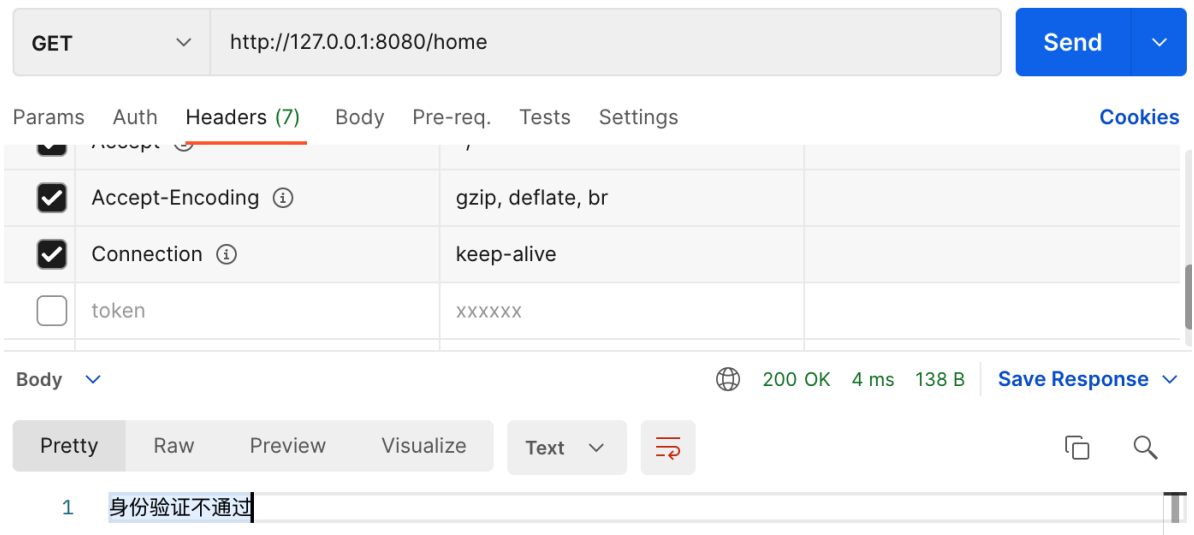 GET http://127.0.0.1:8080/home Send
Params Auth Headers (7) Body Pre-req. Tests Settings Cookies
Accept
Accept-Encoding gzip, deflate, br
Connection keep-alive
token xxxxxx
Body 200 OK 4 ms 138 B Save Response
Pretty Raw Preview Visualize Text
1 身份验证不通过